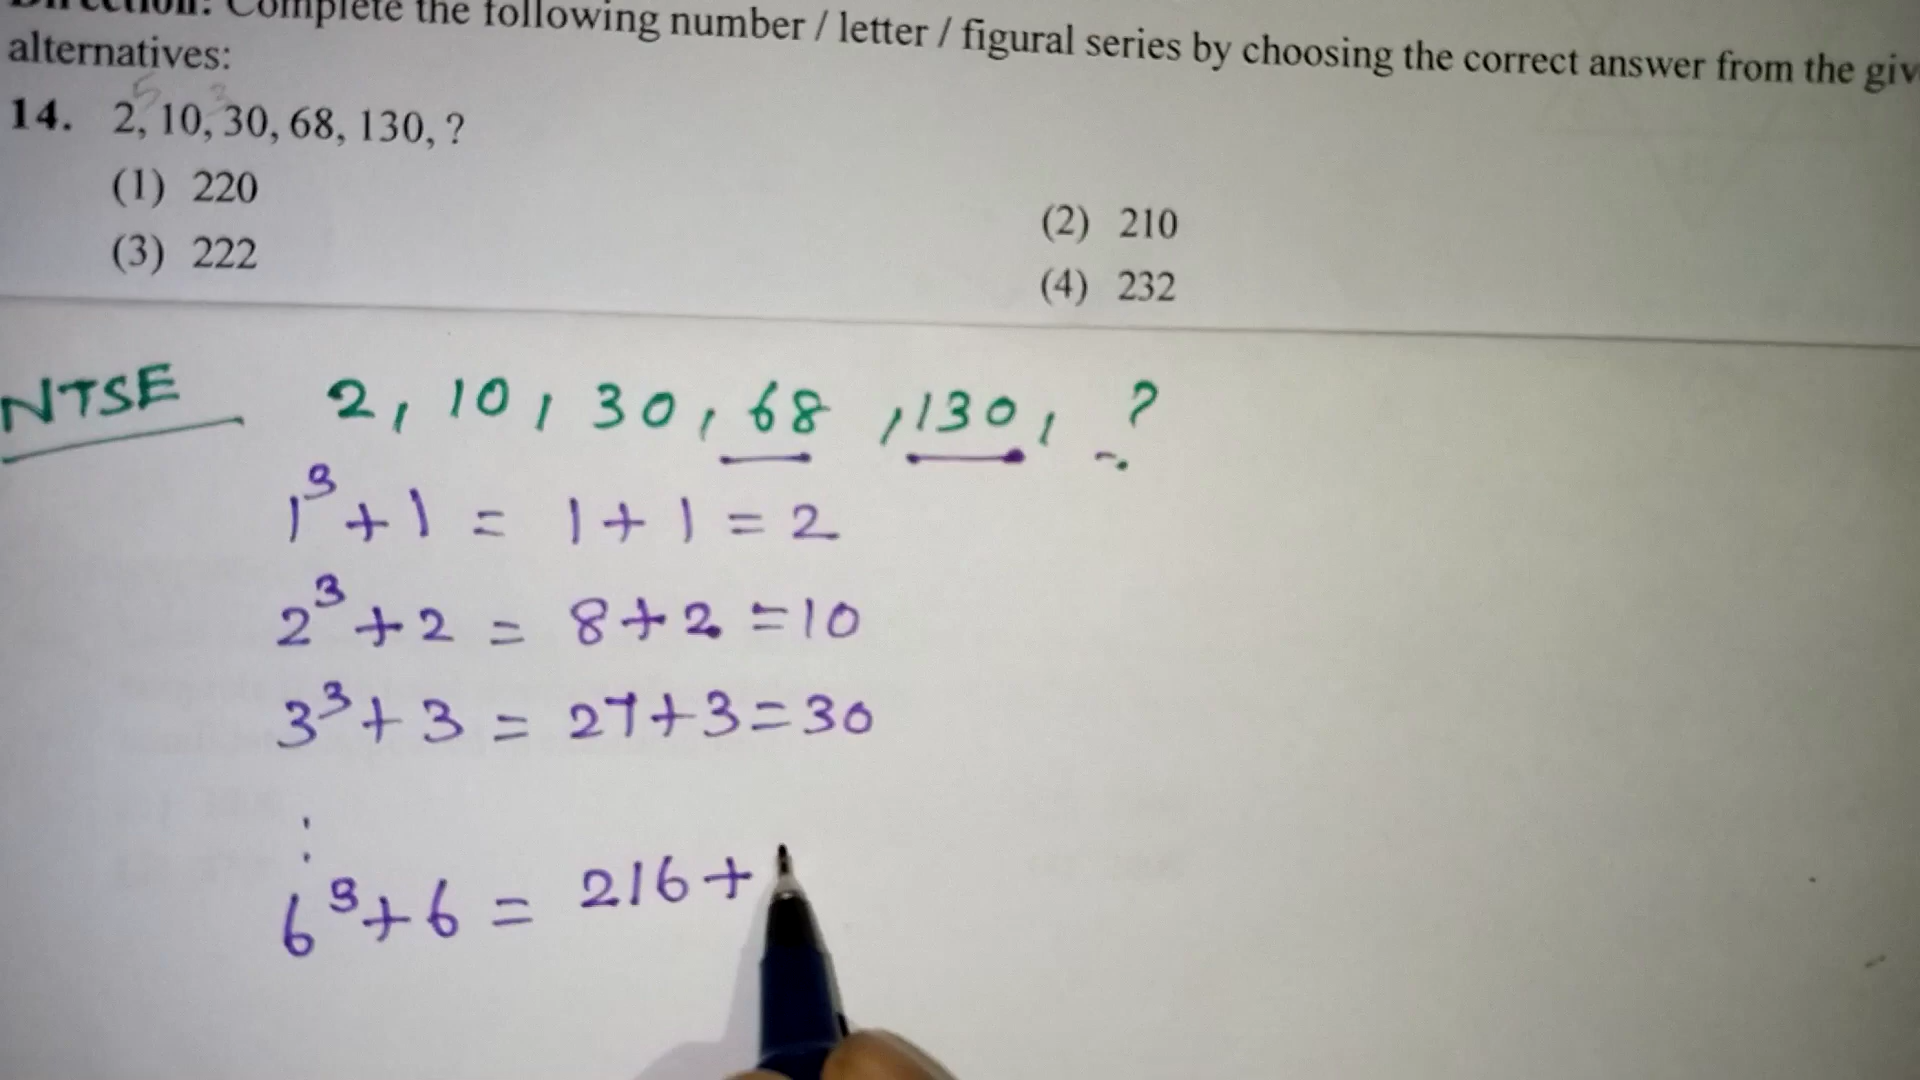 Direction: Complete the following number / letter / figural series by choosing the correct answer from the giv
alternatives:
14. 2, 10, 30, 68, 130, ?
(1) 220
(2) 210
(3) 222
(4) 232
NTSE 2, 10, 30, 68, 130, ?
1³ + 1 = 1 + 1 = 2
2³ + 2 = 8 + 2 = 10
3³ + 3 = 27 + 3 = 30
⋮
6³ + 6 = 216 +